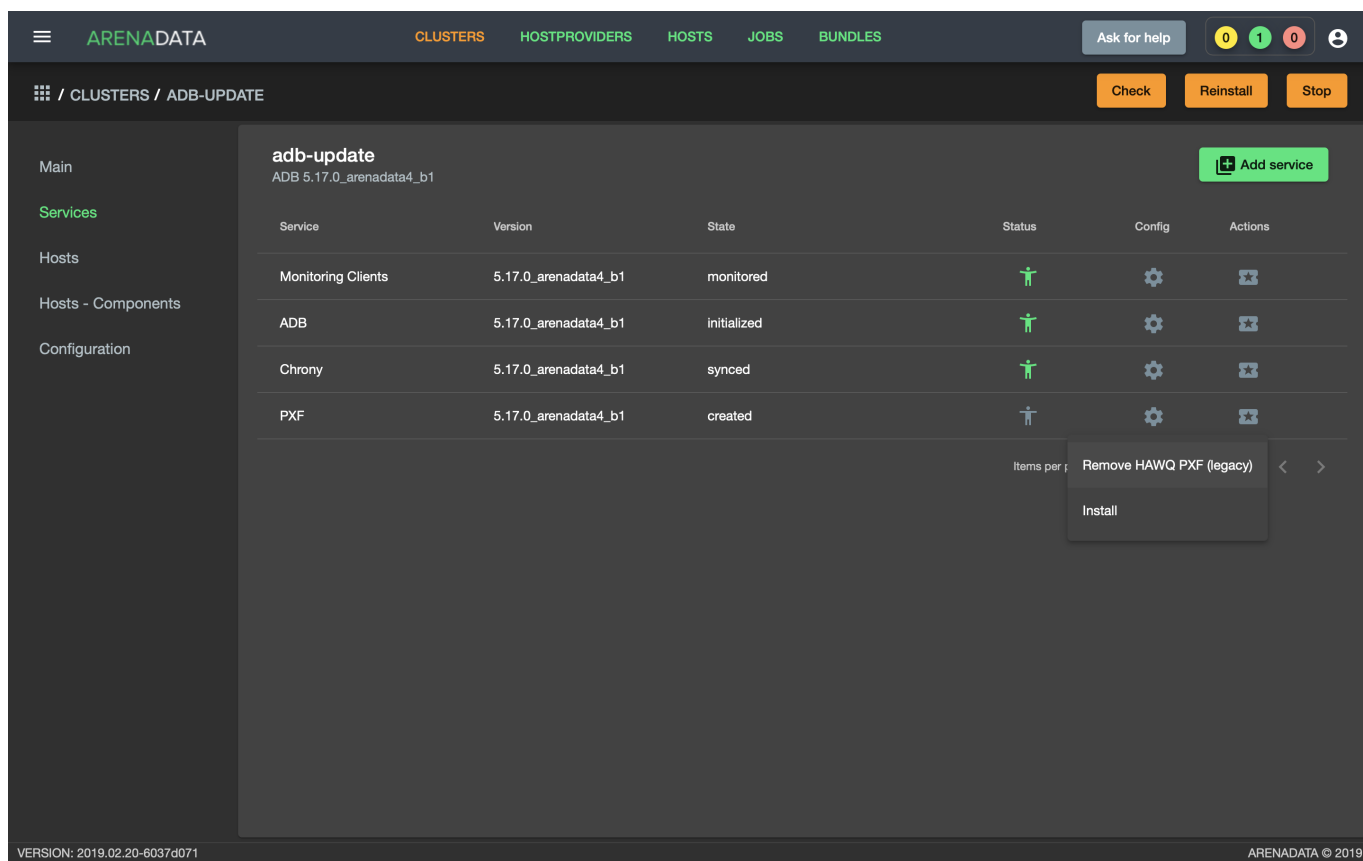 ARENADATA
CLUSTERS HOSTPROVIDERS HOSTS JOBS BUNDLES
Ask for help
0 1 0
/ CLUSTERS / ADB-UPDATE
Check Reinstall Stop
Main
Services
Hosts
Hosts - Components
Configuration
adb-update
ADB 5.17.0_arenadata4_b1
Add service
Service Version State Status Config Actions
Monitoring Clients 5.17.0_arenadata4_b1 monitored
ADB 5.17.0_arenadata4_b1 initialized
Chrony 5.17.0_arenadata4_b1 synced
PXF 5.17.0_arenadata4_b1 created
Items per
Remove HAWQ PXF (legacy)
Install
VERSION: 2019.02.20-6037d071
ARENADATA © 2019